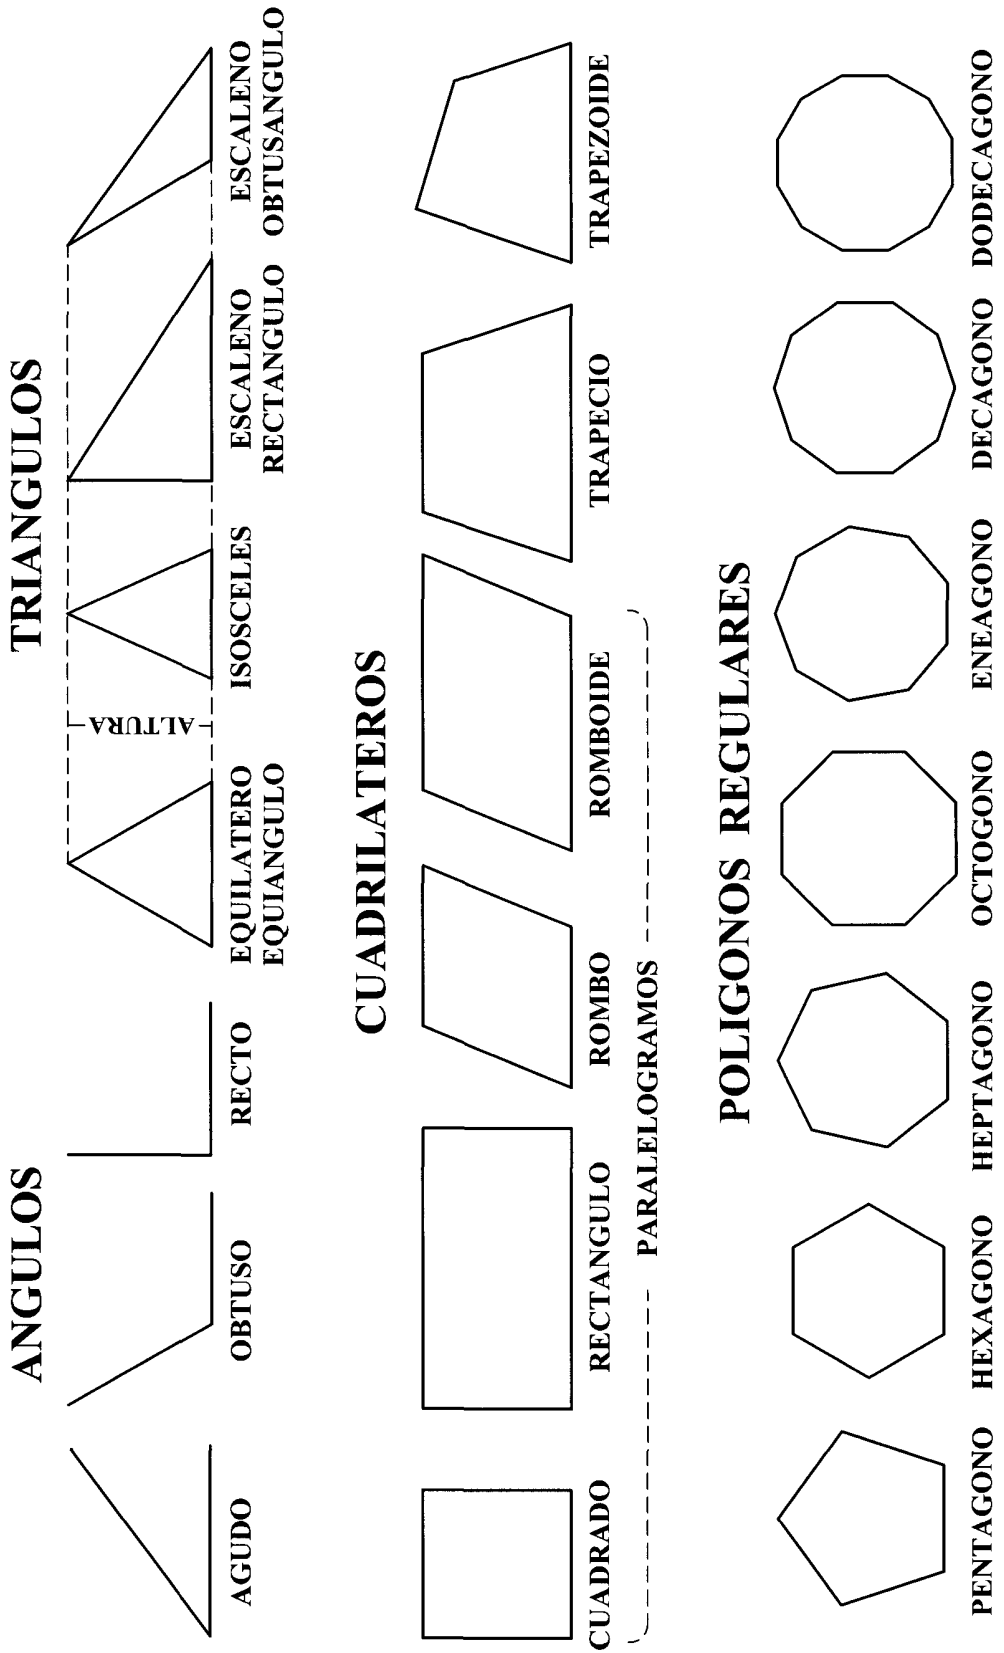 ANGULOS
AGUDO
OBTUSO
RECTO
TRIANGULOS
EQUILATERO
EQUIANGULO
ALTURA
ISOSCELES
ESCALENO
RECTANGULO
ESCALENO
OBTUSANGULO
CUADRILATEROS
CUADRADO
RECTANGULO
ROMBO
ROMBOIDE
TRAPECIO
TRAPEZOIDE
PARALELOGRAMOS
POLIGONOS REGULARES
PENTAGONO
HEXAGONO
HEPTAGONO
OCTOGONO
ENEAGONO
DECAGONO
DODECAGONO